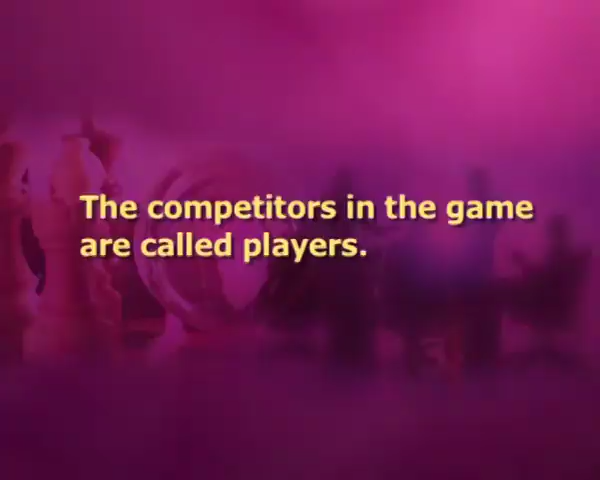 The competitors in the game
are called players.